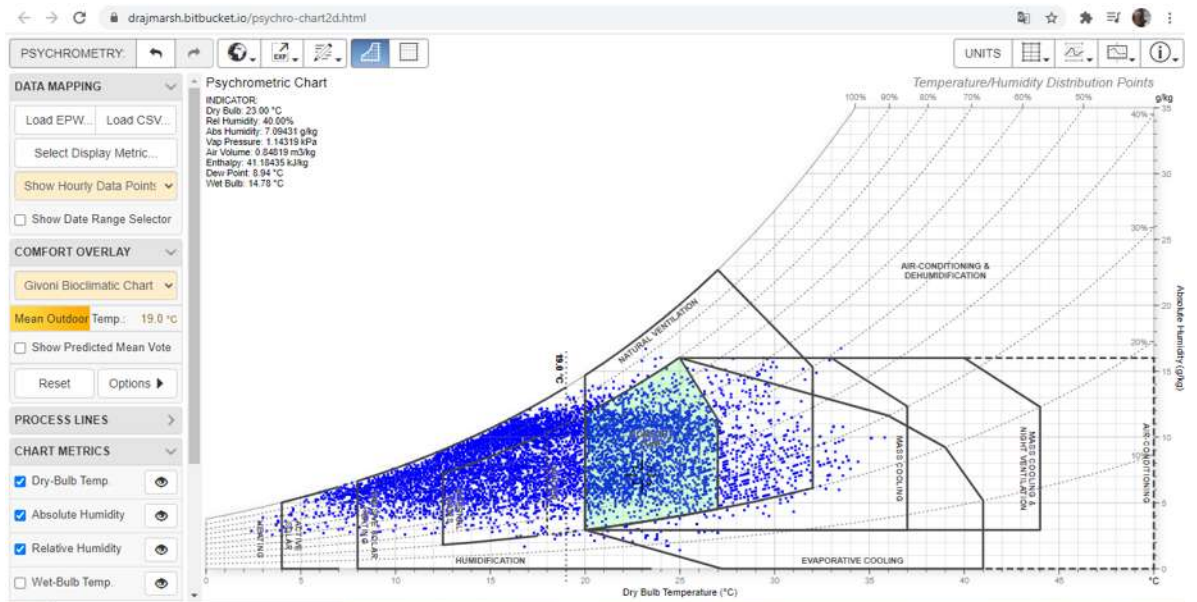 drajmarsh.bitbucket.io/psychro-chart2d.html
PSYCHROMETRY:
EXP
UNITS
DATA MAPPING
Load EPW... Load CSV...
Select Display Metric...
Show Hourly Data Points
Show Date Range Selector
COMFORT OVERLAY
Givoni Bioclimatic Chart
Mean Outdoor Temp.: 19.0 °C
Show Predicted Mean Vote
Reset Options
PROCESS LINES
CHART METRICS
Dry-Bulb Temp.
Absolute Humidity
Relative Humidity
Wet-Bulb Temp.
Psychrometric Chart
INDICATOR:
Dry Bulb: 23.00 °C
Rel Humidity: 40.00%
Abs Humidity: 7.09431 g/kg
Vap Pressure: 1.14319 kPa
Air Volume: 0.84819 m3/kg
Enthalpy: 41.18435 kJ/kg
Dew Point: 8.94 °C
Wet Bulb: 14.78 °C
Temperature/Humidity Distribution Points
100% 90% 80% 70% 60% 50% g/kg
35
40%
30
30%
25
20
20%
15
10
10%
5
0
Absolute Humidity (g/kg)
AIR-CONDITIONING &
DEHUMIDIFICATION
NATURAL VENTILATION
19.0 °C
MASS COOLING
MASS COOLING &
NIGHT VENTILATION
AIR-CONDITIONING
HEATING
ACTIVE
SOLAR
HUMIDIFICATION
EVAPORATIVE COOLING
0 5 10 15 20 25 30 35 40 45 °C
Dry Bulb Temperature (°C)